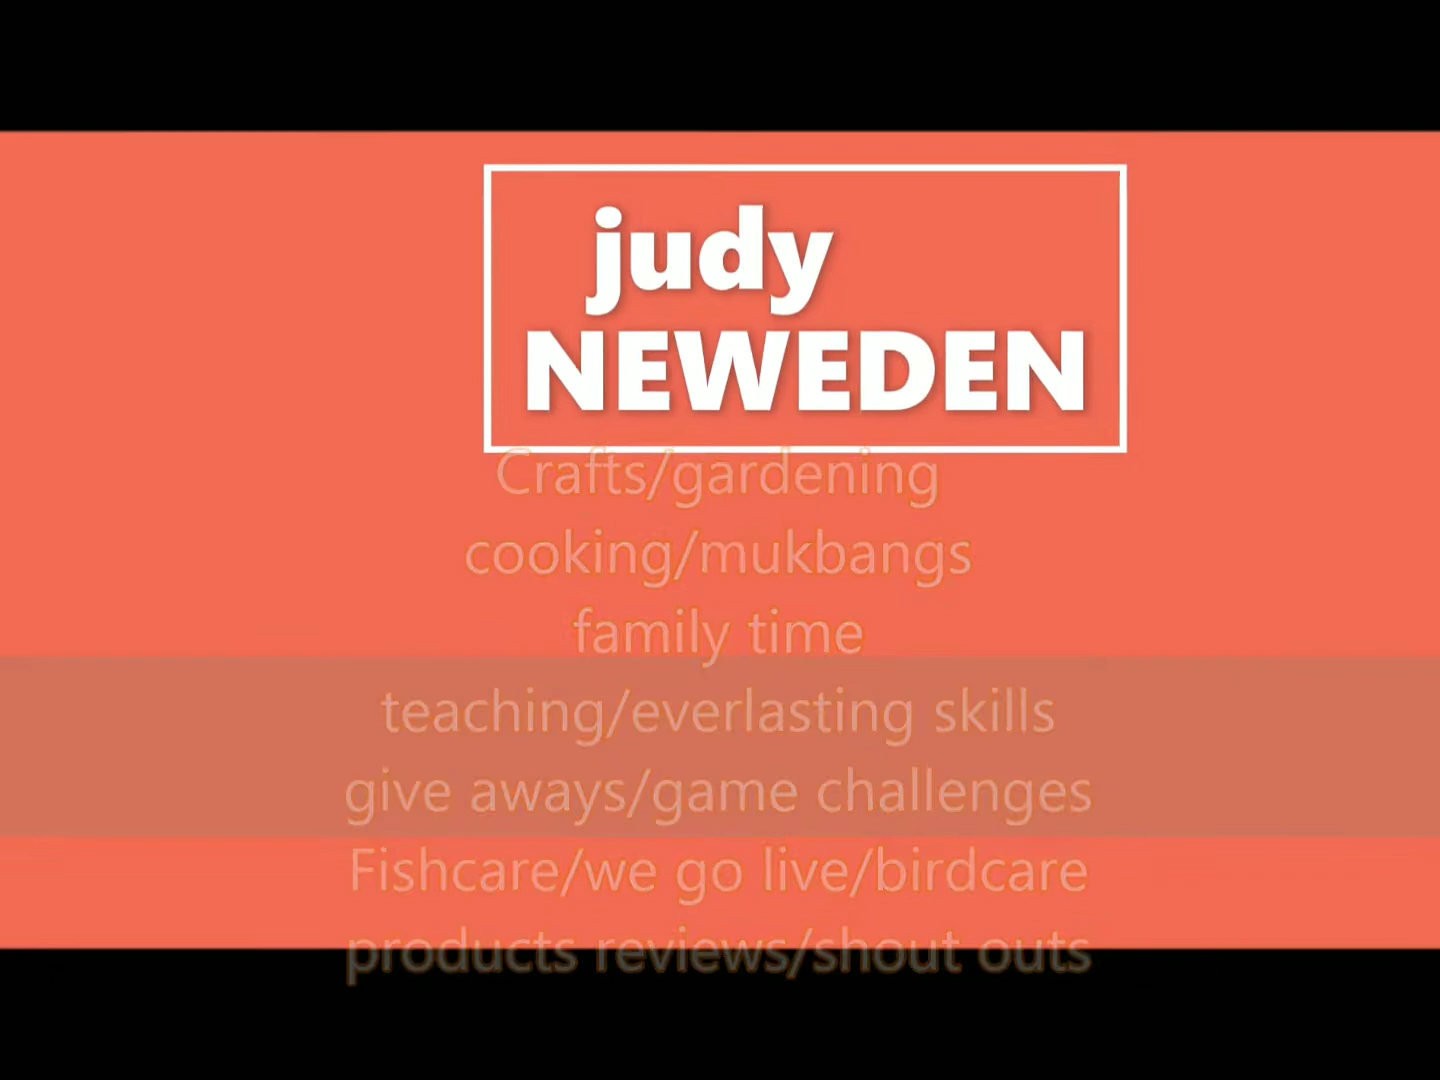 judy
NEWEDEN
Crafts/gardening
cooking/mukbangs
family time
teaching/everlasting skills
give aways/game challenges
Fishcare/we go live/birdcare
products reviews/shout outs